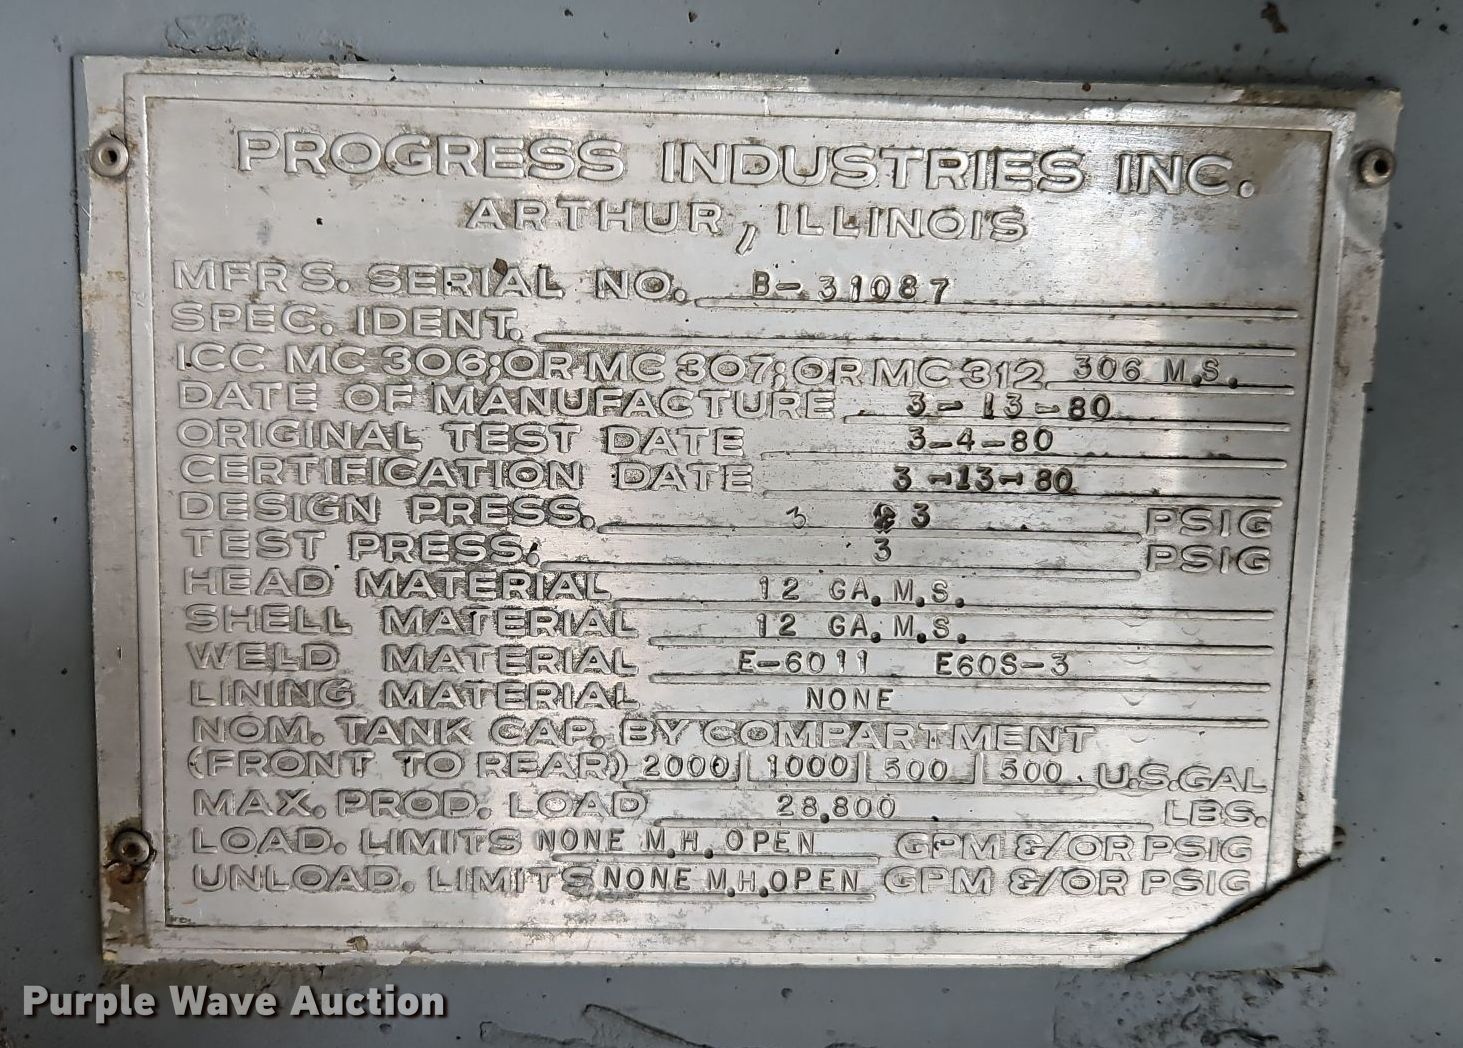 PROGRESS INDUSTRIES INC.
ARTHUR, ILLINOIS
MFRS. SERIAL NO. B-31087
SPEC. IDENT.
ICC MC 306; OR MC 307; OR MC 312 306 M.S.
DATE OF MANUFACTURE 3-13-80
ORIGINAL TEST DATE 3-4-80
CERTIFICATION DATE 3-13-80
DESIGN PRESS. 3 3 PSIG
TEST PRESS. 3 PSIG
HEAD MATERIAL 12 GA. M.S.
SHELL MATERIAL 12 GA. M.S.
WELD MATERIAL E-6011 E60S-3
LINING MATERIAL NONE
NOM. TANK CAP. BY COMPARTMENT
(FRONT TO REAR) 2000 1000 500 500 U.S.GAL
MAX. PROD. LOAD 28,800 LBS.
LOAD. LIMITS NONE M.H. OPEN GPM &/OR PSIG
UNLOAD. LIMITS NONE M.H. OPEN GPM &/OR PSIG
Purple Wave Auction